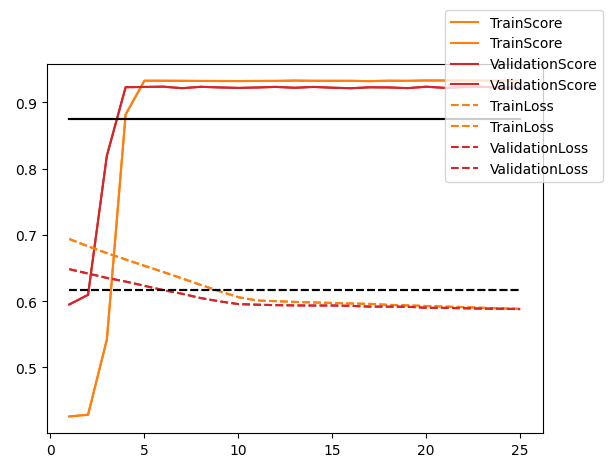 TrainScore
TrainScore
ValidationScore
ValidationScore
TrainLoss
TrainLoss
ValidationLoss
ValidationLoss
0.9
0.8
0.7
0.6
0.5
0 5 10 15 20 25